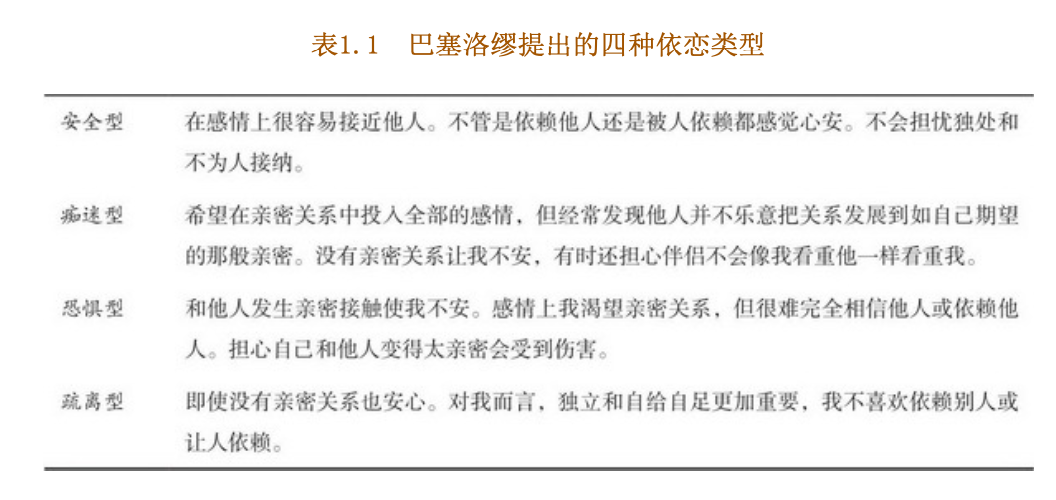 表1.1 巴塞洛缪提出的四种依恋类型
安全型 在感情上很容易接近他人。不管是依赖他人还是被人依赖都感觉心安。不会担忧独处和
不为人接纳。
痴迷型 希望在亲密关系中投入全部的感情，但经常发现他人并不乐意把关系发展到如自己期望
的那般亲密。没有亲密关系让我不安，有时还担心伴侣不会像我看重他一样看重我。
恐惧型 和他人发生亲密接触使我不安。感情上我渴望亲密关系，但很难完全相信他人或依赖他
人。担心自己和他人变得太亲密会受到伤害。
疏离型 即使没有亲密关系也安心。对我而言，独立和自给自足更加重要，我不喜欢依赖别人或
让人依赖。